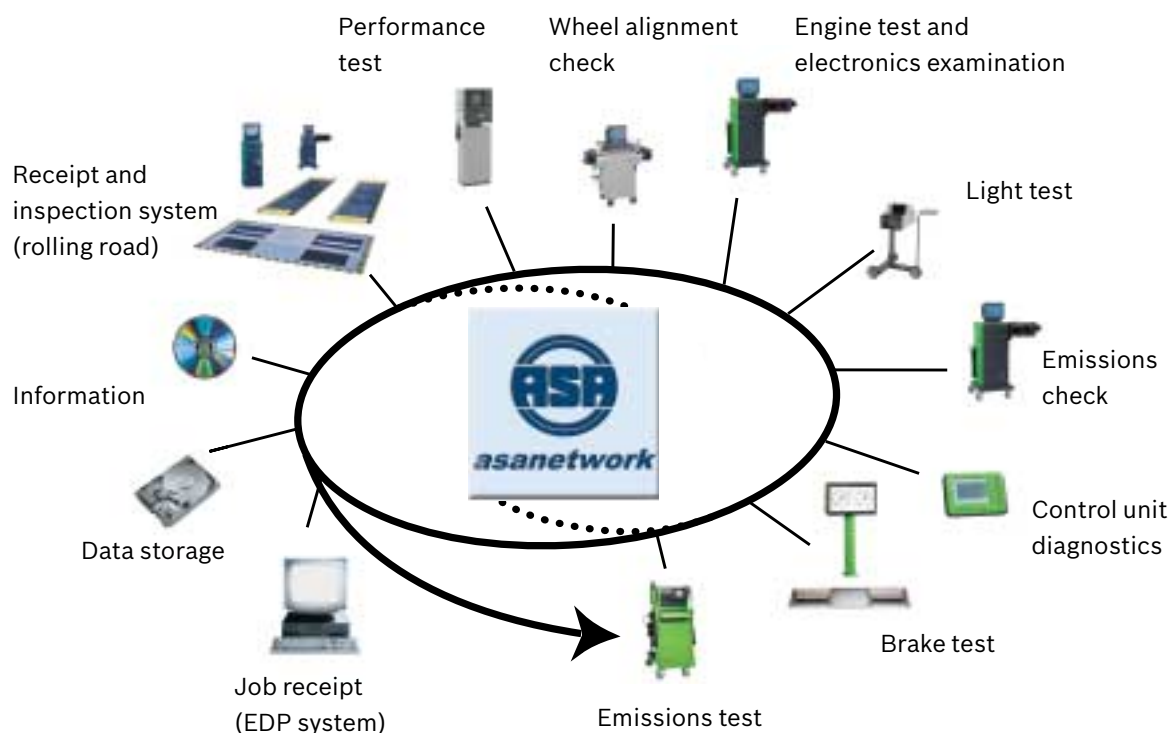 Performance
test
Wheel alignment
check
Engine test and
electronics examination
Receipt and
inspection system
(rolling road)
Light test
Information
Emissions
check
ASA
asanetwork
Data storage
Control unit
diagnostics
Brake test
Job receipt
(EDP system)
Emissions test